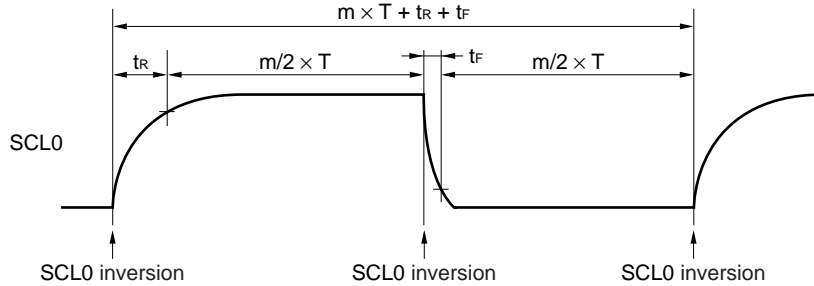 m × T + tR + tF
tR
m/2 × T
tF
m/2 × T
SCL0
SCL0 inversion
SCL0 inversion
SCL0 inversion